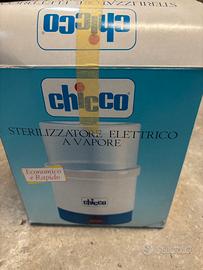 chicco
STERILIZZATORE ELETTRICO
A VAPORE
Economico
e Rapido
chicco